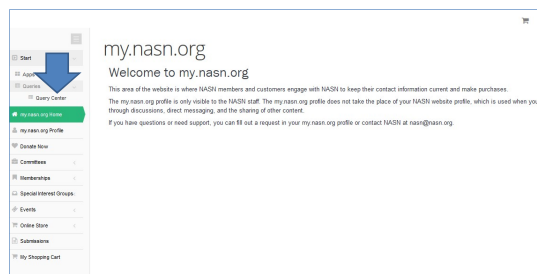 my.nasn.org
Welcome to my.nasn.org
This area of the website is where NASN members and customers engage with NASN to keep their contact information current and make purchases.
The my.nasn.org profile is only visible to the NASN staff. The my.nasn.org profile does not take the place of your NASN website profile, which is used when you
through discussions, direct messaging, and the sharing of other content.
If you have questions or need support, you can fill out a request in your my.nasn.org profile or contact NASN at nasn@nasn.org.
Start
Queries
Query Center
my.nasn.org Home
my.nasn.org Profile
Donate Now
Committees
Memberships
Special Interest Groups
Events
Online Store
Submissions
My Shopping Cart